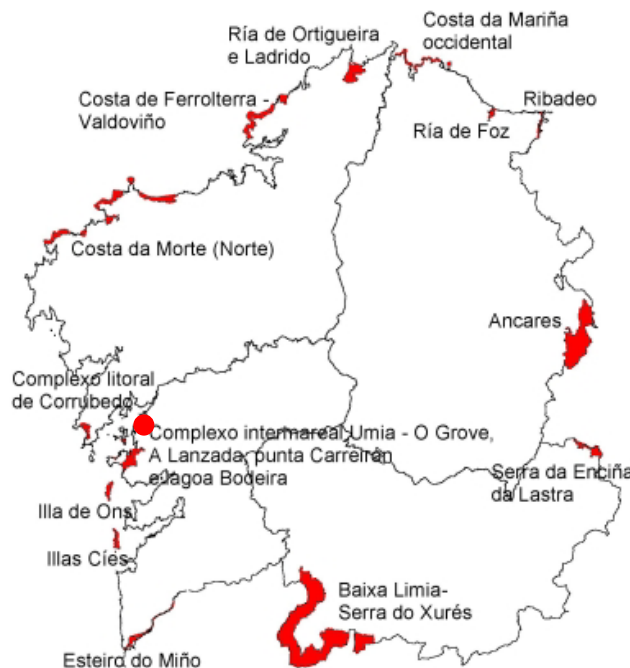 Ría de Ortigueira
e Ladrido
Costa da Mariña
occidental
Costa de Ferrolterra -
Valdoviño
Ribadeo
Ría de Foz
Costa da Morte (Norte)
Ancares
Complexo litoral
de Corrubedo
Complexo intermareal Umia - O Grove,
A Lanzada, punta Carreirón
e lagoa Bodeira
Serra da Enciña
da Lastra
Illa de Ons
Illas Cíes
Baixa Limia-
Serra do Xurés
Esteiro do Miño